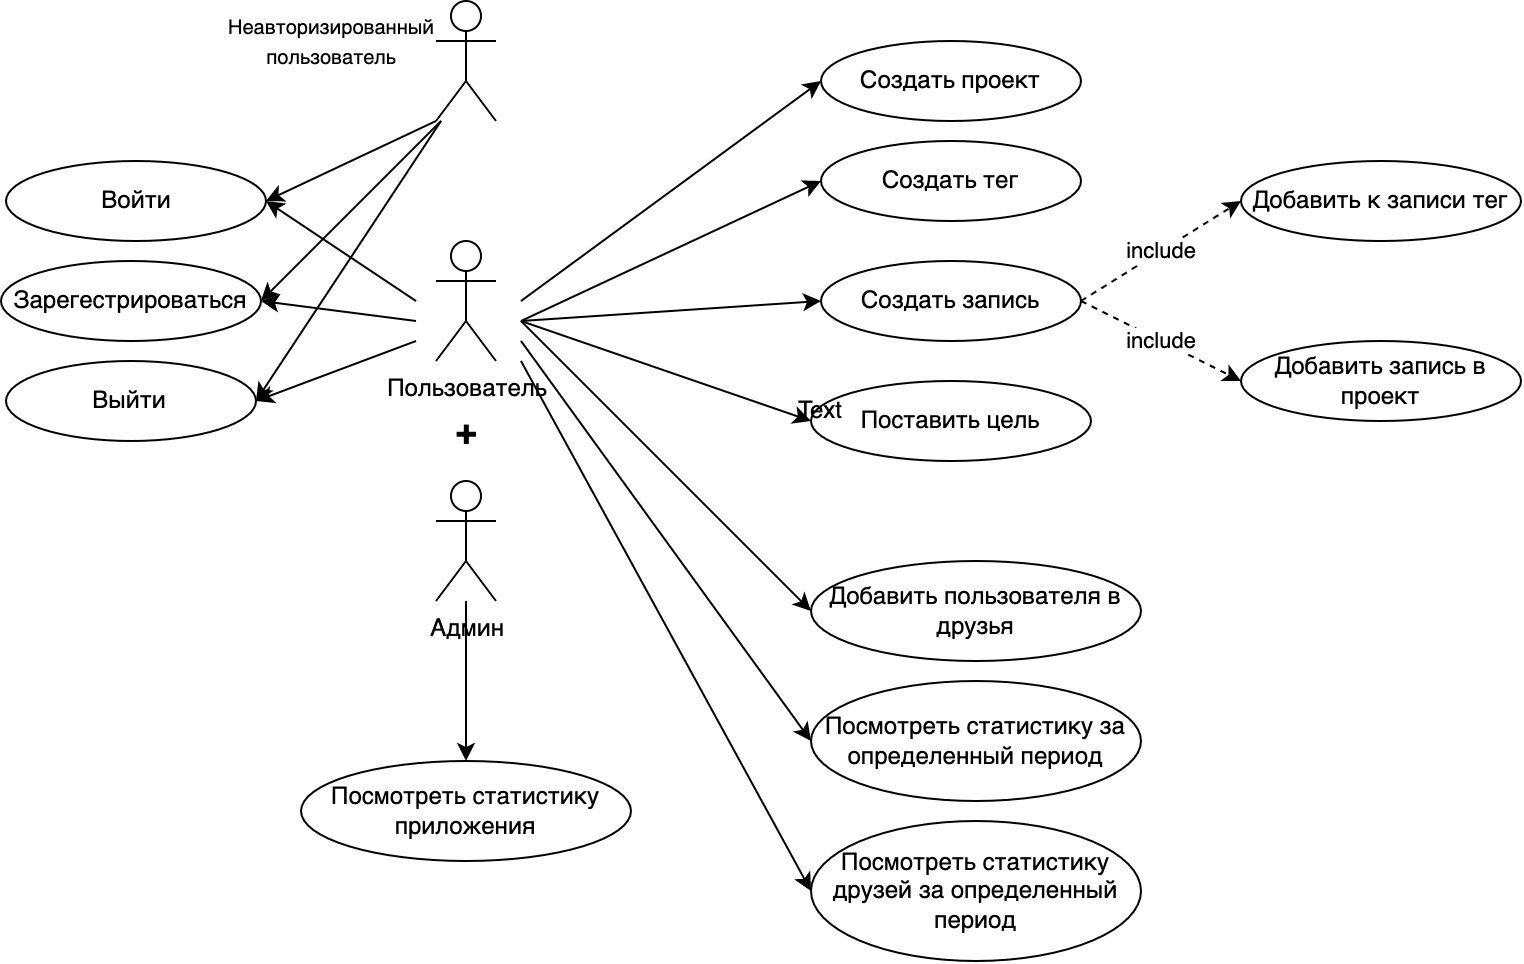 Неавторизированный
пользователь
Создать проект
Создать тег
Войти
Добавить к записи тег
include
Зарегестрироваться
Создать запись
include
Добавить запись в
проект
Выйти
Пользователь
Text
Поставить цель
Админ
Добавить пользователя в
друзья
Посмотреть статистику за
определенный период
Посмотреть статистику
приложения
Посмотреть статистику
друзей за определенный
период